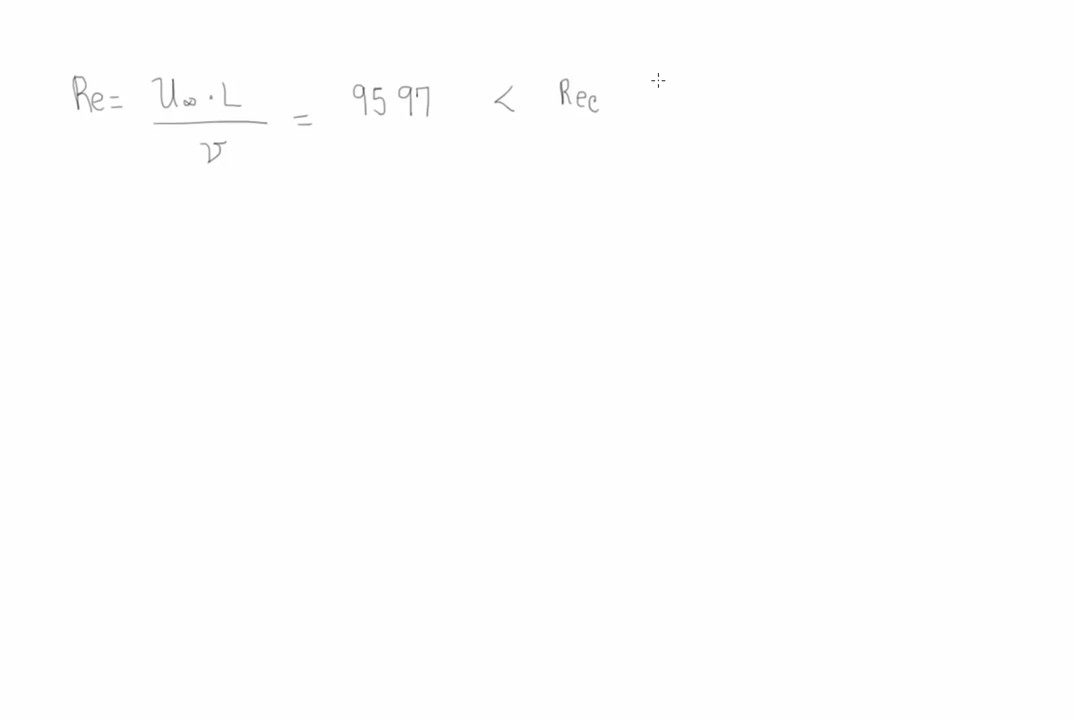 Re = U∞ · L / ν = 9597 < Rec